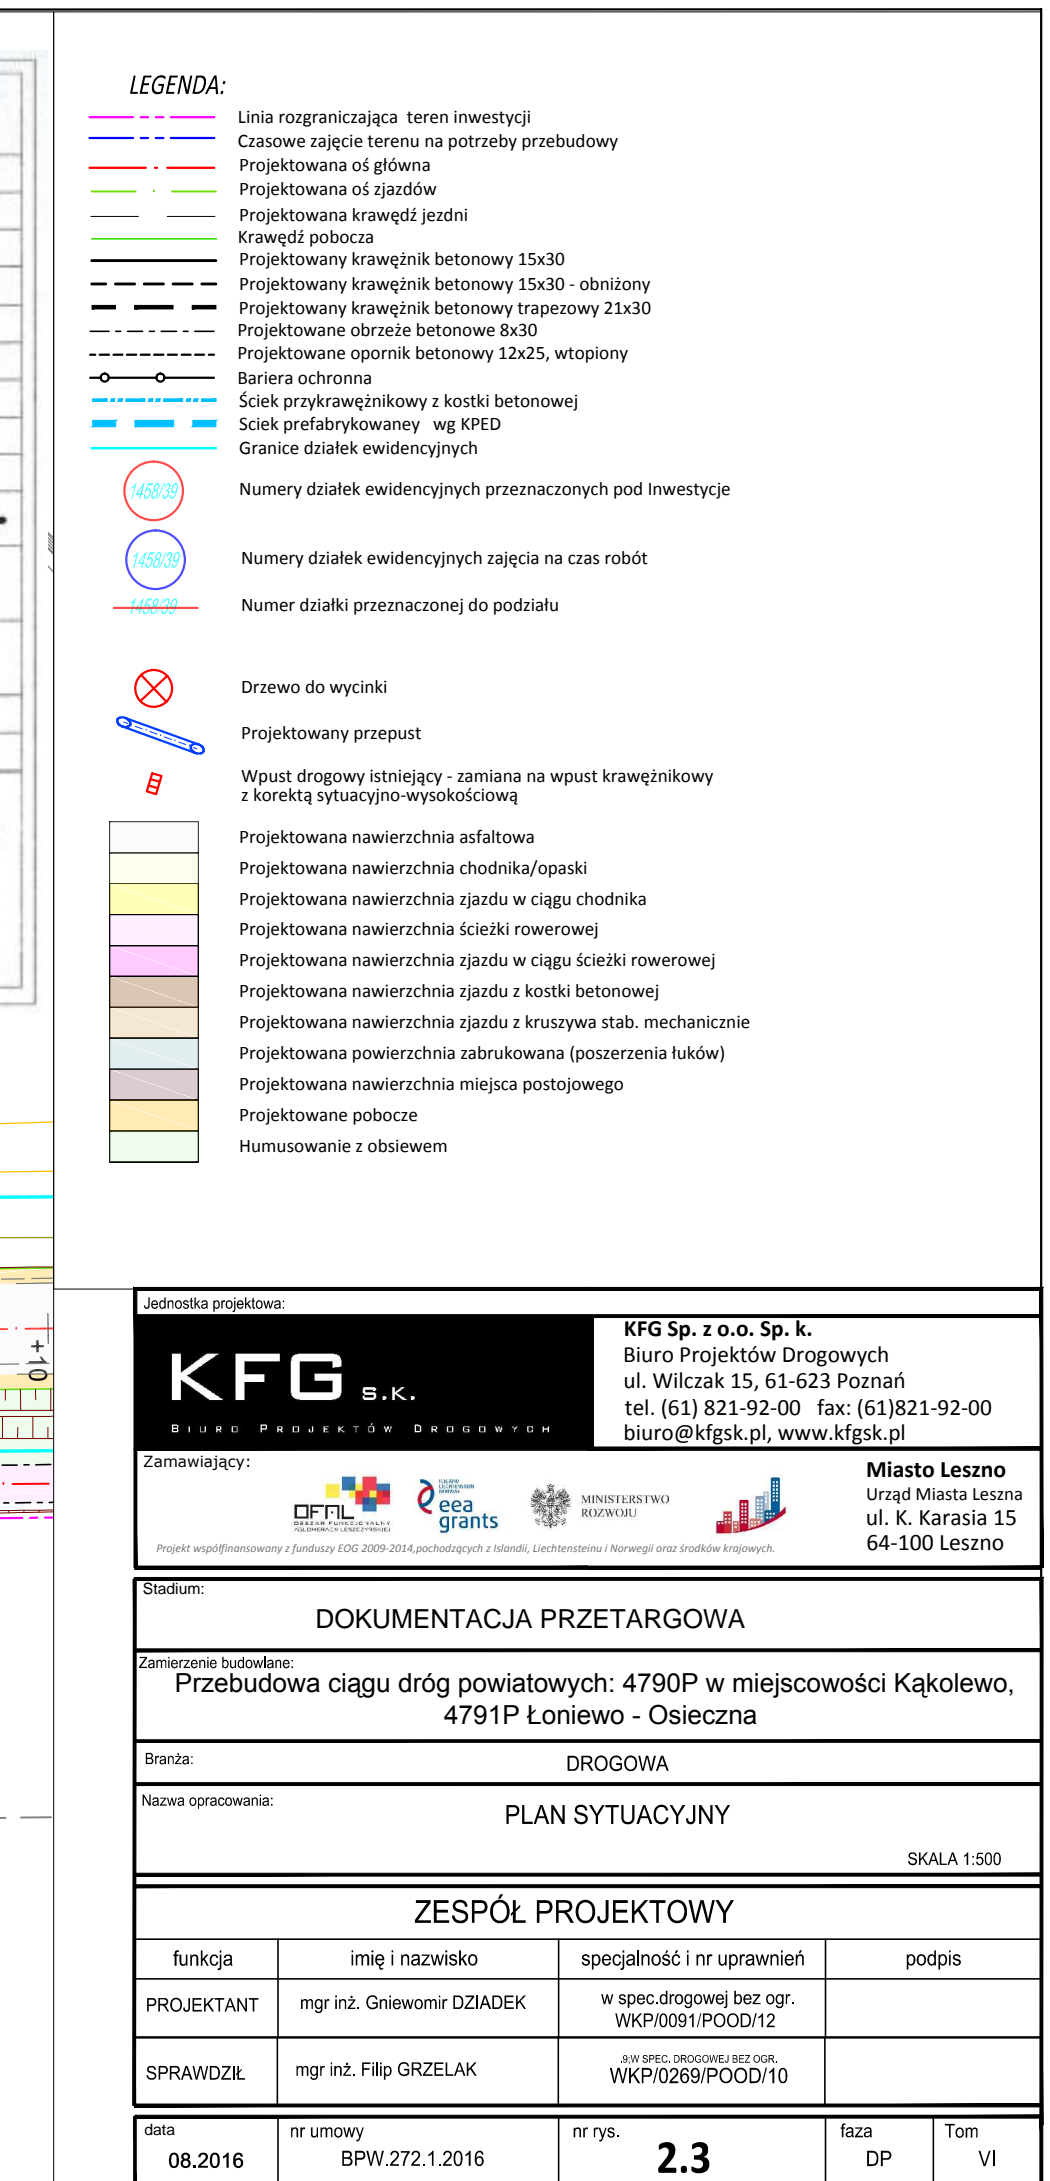 LEGENDA:
Linia rozgraniczająca teren inwestycji
Czasowe zajęcie terenu na potrzeby przebudowy
Projektowana oś główna
Projektowana oś zjazdów
Projektowana krawędź jezdni
Krawędź pobocza
Projektowany krawężnik betonowy 15x30
Projektowany krawężnik betonowy 15x30 - obniżony
Projektowany krawężnik betonowy trapezowy 21x30
Projektowane obrzeże betonowe 8x30
Projektowane opornik betonowy 12x25, wtopiony
Bariera ochronna
Ściek przykrawężnikowy z kostki betonowej
Sciek prefabrykowaney wg KPED
Granice działek ewidencyjnych
1458/39
Numery działek ewidencyjnych przeznaczonych pod Inwestycje
1458/39
Numery działek ewidencyjnych zajęcia na czas robót
1458/39
Numer działki przeznaczonej do podziału
Drzewo do wycinki
Projektowany przepust
Wpust drogowy istniejący - zamiana na wpust krawężnikowy
z korektą sytuacyjno-wysokościową
Projektowana nawierzchnia asfaltowa
Projektowana nawierzchnia chodnika/opaski
Projektowana nawierzchnia zjazdu w ciągu chodnika
Projektowana nawierzchnia ścieżki rowerowej
Projektowana nawierzchnia zjazdu w ciągu ścieżki rowerowej
Projektowana nawierzchnia zjazdu z kostki betonowej
Projektowana nawierzchnia zjazdu z kruszywa stab. mechanicznie
Projektowana powierzchnia zabrukowana (poszerzenia łuków)
Projektowana nawierzchnia miejsca postojowego
Projektowane pobocze
Humusowanie z obsiewem
+10
Jednostka projektowa:
KFG S.K.
BIURO PROJEKTÓW DROGOWYCH
KFG Sp. z o.o. Sp. k.
Biuro Projektów Drogowych
ul. Wilczak 15, 61-623 Poznań
tel. (61) 821-92-00 fax: (61)821-92-00
biuro@kfgsk.pl, www.kfgsk.pl
Zamawiający:
OFAL
OBSZAR FUNKCJONALNY
AGLOMERACJI LESZCZYŃSKIEJ
ICELAND
LIECHTENSTEIN
NORWAY
eea
grants
MINISTERSTWO
ROZWOJU
Miasto Leszno
Urząd Miasta Leszna
ul. K. Karasia 15
64-100 Leszno
Projekt współfinansowany z funduszy EOG 2009-2014,pochodzących z Islandii, Liechtensteinu i Norwegii oraz środków krajowych.
Stadium:
DOKUMENTACJA PRZETARGOWA
Zamierzenie budowlane:
Przebudowa ciągu dróg powiatowych: 4790P w miejscowości Kąkolewo,
4791P Łoniewo - Osieczna
Branża:
DROGOWA
Nazwa opracowania:
PLAN SYTUACYJNY
SKALA 1:500
ZESPÓŁ PROJEKTOWY
funkcja imię i nazwisko specjalność i nr uprawnień podpis
PROJEKTANT mgr inż. Gniewomir DZIADEK w spec.drogowej bez ogr.
WKP/0091/POOD/12
SPRAWDZIŁ mgr inż. Filip GRZELAK .9;W SPEC. DROGOWEJ BEZ OGR.
WKP/0269/POOD/10
data nr umowy nr rys. faza Tom
08.2016 BPW.272.1.2016 2.3 DP VI